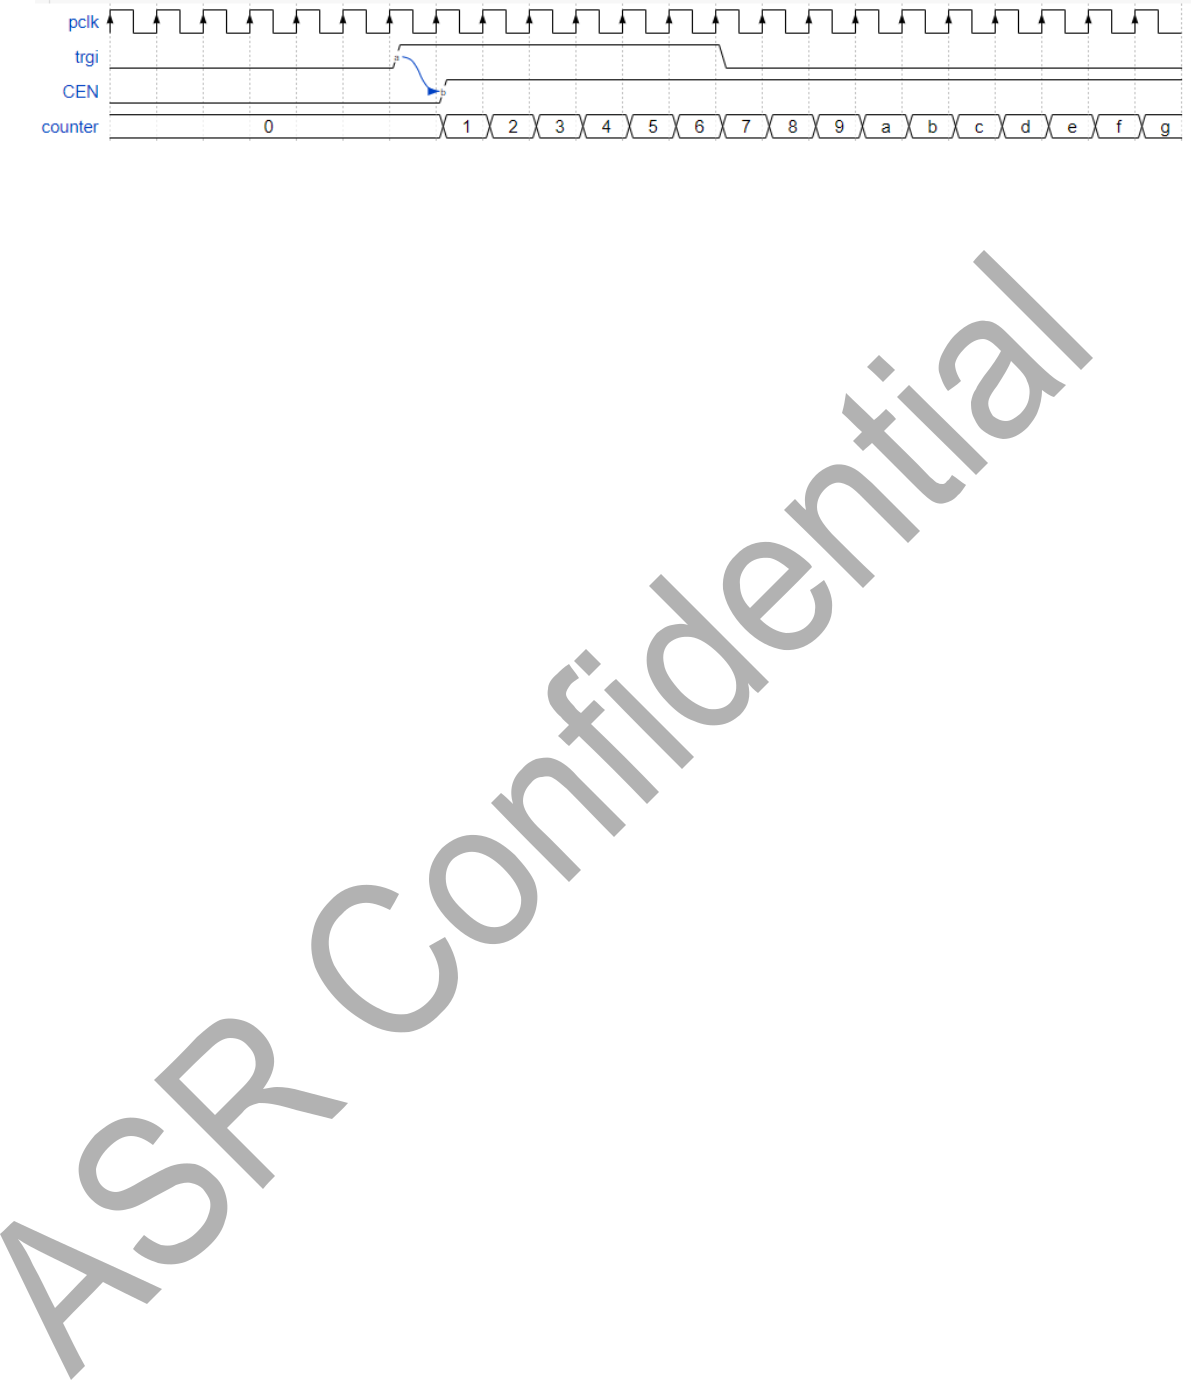 pclk
trgi
a
CEN
b
counter 0 1 2 3 4 5 6 7 8 9 a b c d e f g
ASR Confidential